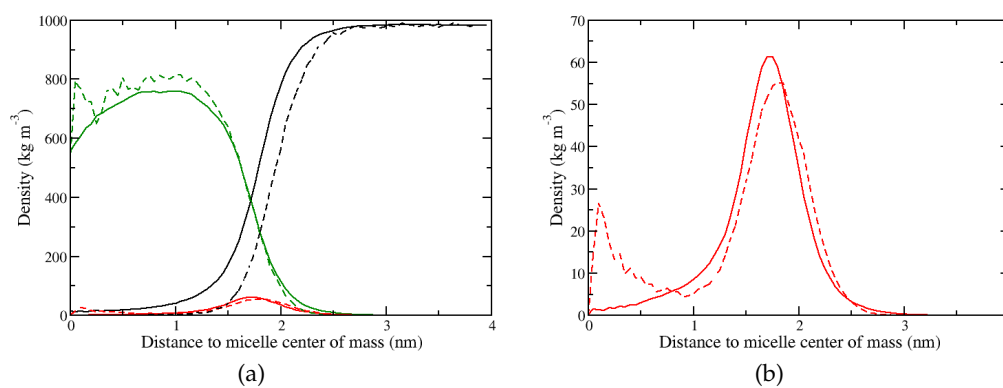 1000
800
600
400
200
0
Density (kg m⁻³)
0 1 2 3 4
Distance to micelle center of mass (nm)
(a)
70
60
50
40
30
20
10
0
Density (kg m⁻³)
0 1 2 3
Distance to micelle center of mass (nm)
(b)